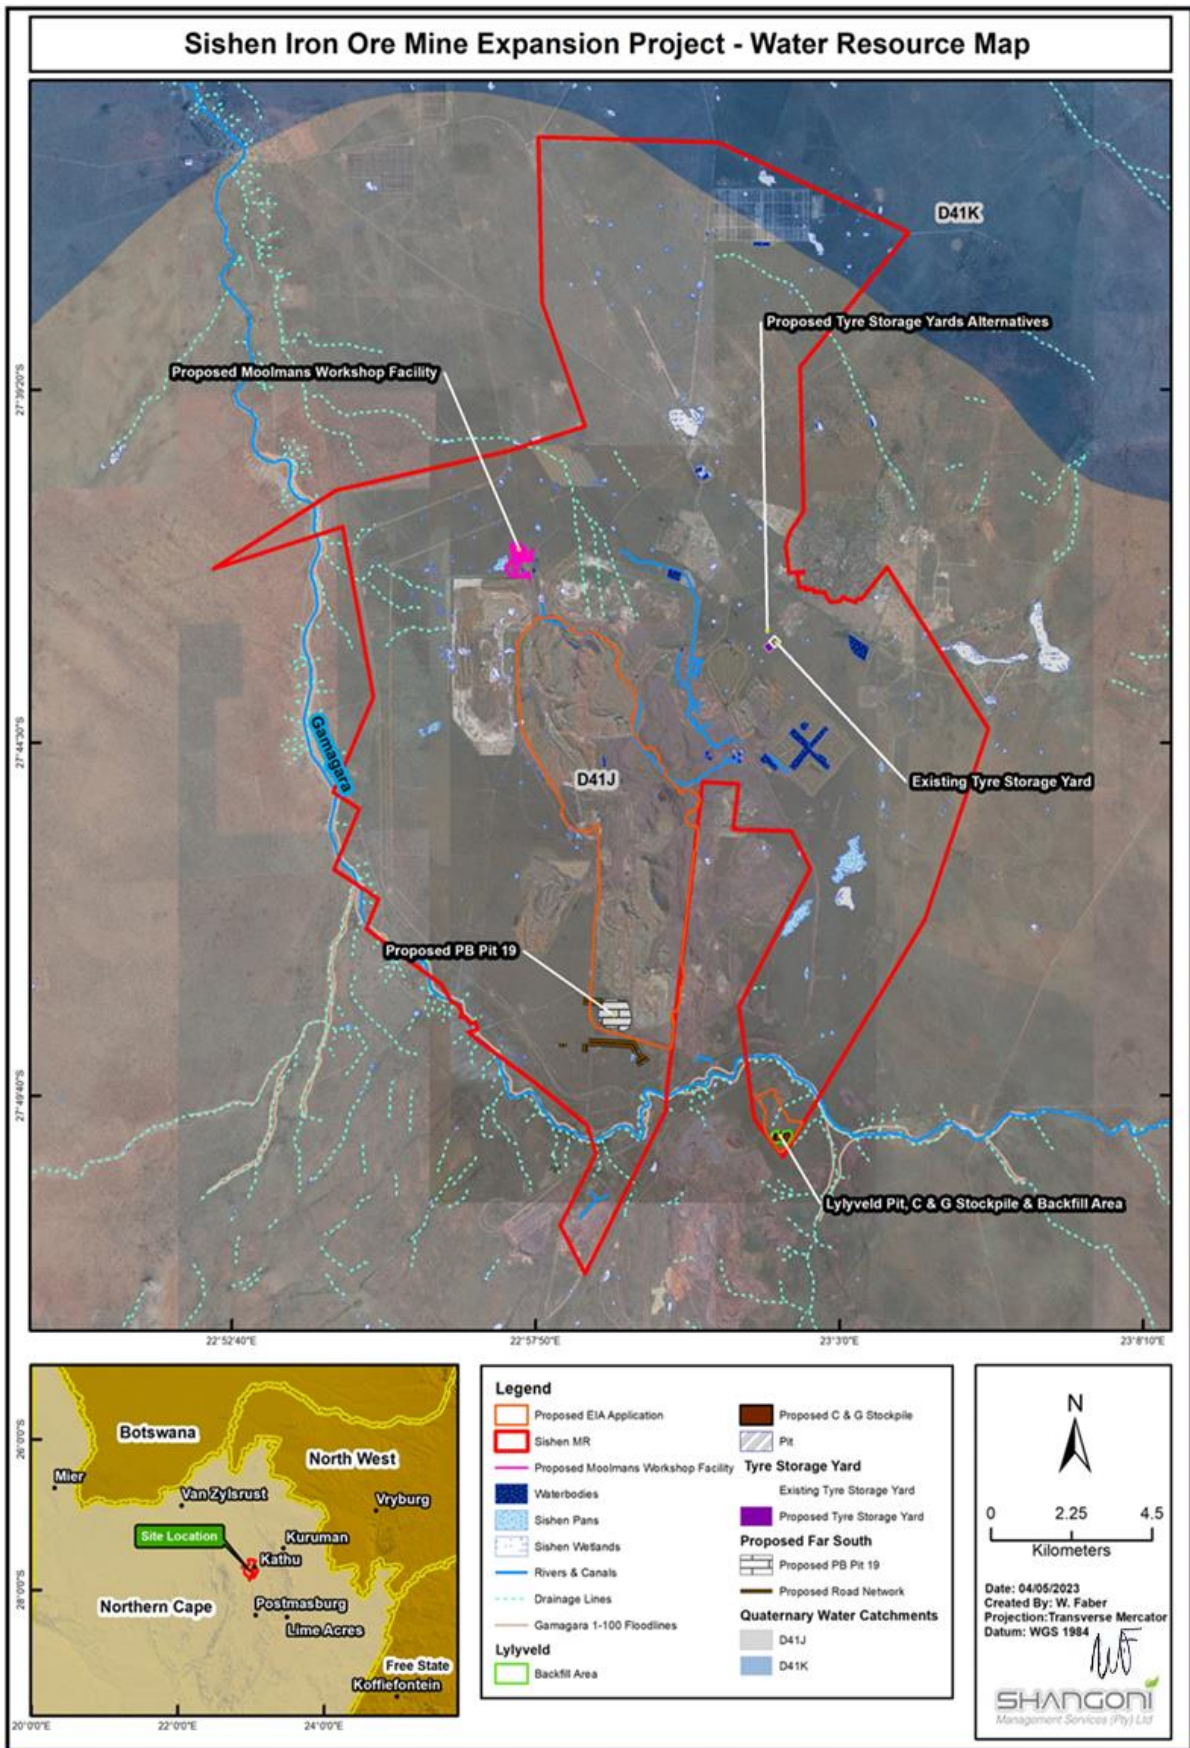 Sishen Iron Ore Mine Expansion Project - Water Resource Map
D41K
Proposed Tyre Storage Yards Alternatives
Proposed Moolmans Workshop Facility
27°39'20"S
Gamagara
27°44'30"S
D41J
Existing Tyre Storage Yard
Proposed PB Pit 19
27°49'40"S
Lylyveld Pit, C & G Stockpile & Backfill Area
22°52'40"E
22°57'50"E
23°3'0"E
23°8'10"E
26°0'0"S
28°0'0"S
Botswana
North West
Mier
Van Zylsrust
Vryburg
Site Location
Kuruman
Kathu
Northern Cape
Postmasburg
Lime Acres
Free State
Koffiefontein
20°0'0"E
22°0'0"E
24°0'0"E
Legend
Proposed EIA Application
Sishen MR
Proposed Moolmans Workshop Facility
Waterbodies
Sishen Pans
Sishen Wetlands
Rivers & Canals
Drainage Lines
Gamagara 1-100 Floodlines
Lylyveld
Backfill Area
Proposed C & G Stockpile
Pit
Tyre Storage Yard
Existing Tyre Storage Yard
Proposed Tyre Storage Yard
Proposed Far South
Proposed PB Pit 19
Proposed Road Network
Quaternary Water Catchments
D41J
D41K
N
0 2.25 4.5
Kilometers
Date: 04/05/2023
Created By: W. Faber
Projection:Transverse Mercator
Datum: WGS 1984
SHANGONI
Management Services (Pty) Ltd